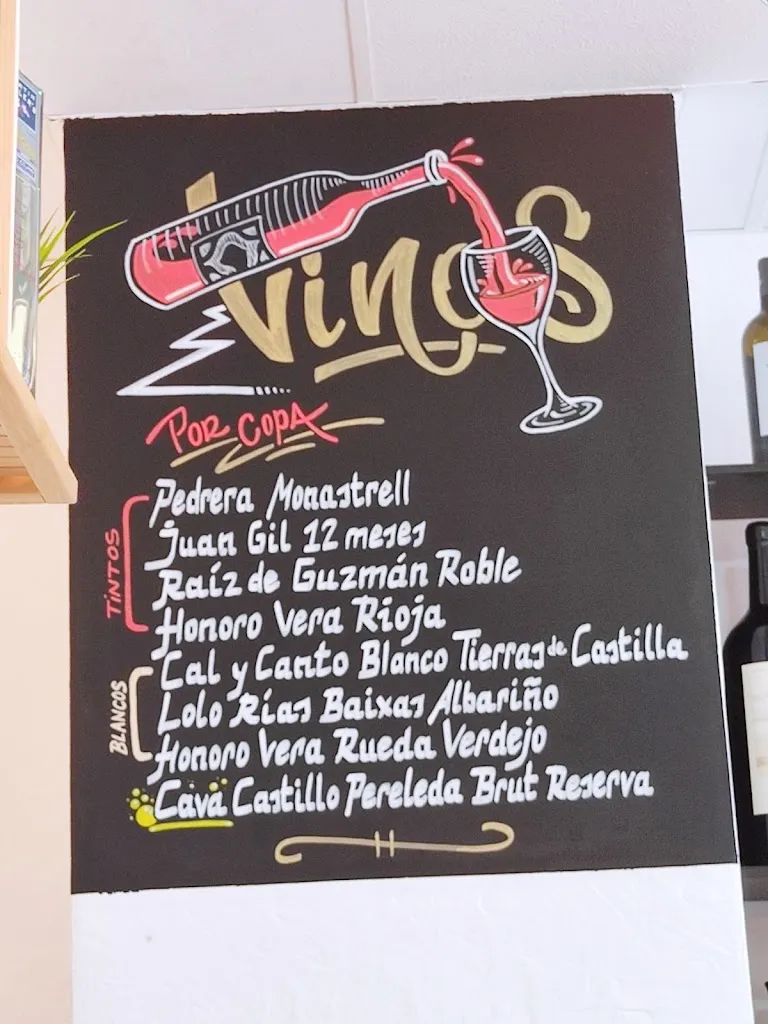 Vinos
Por Copa
TINTOS
Pedrera Monastrell
Juan Gil 12 meses
Raíz de Guzmán Roble
Honoro Vera Rioja
BLANCOS
Cal y Canto Blanco Tierras de Castilla
Lolo Rías Baixas Albariño
Honoro Vera Rueda Verdejo
Cava Castillo Pereleda Brut Reserva